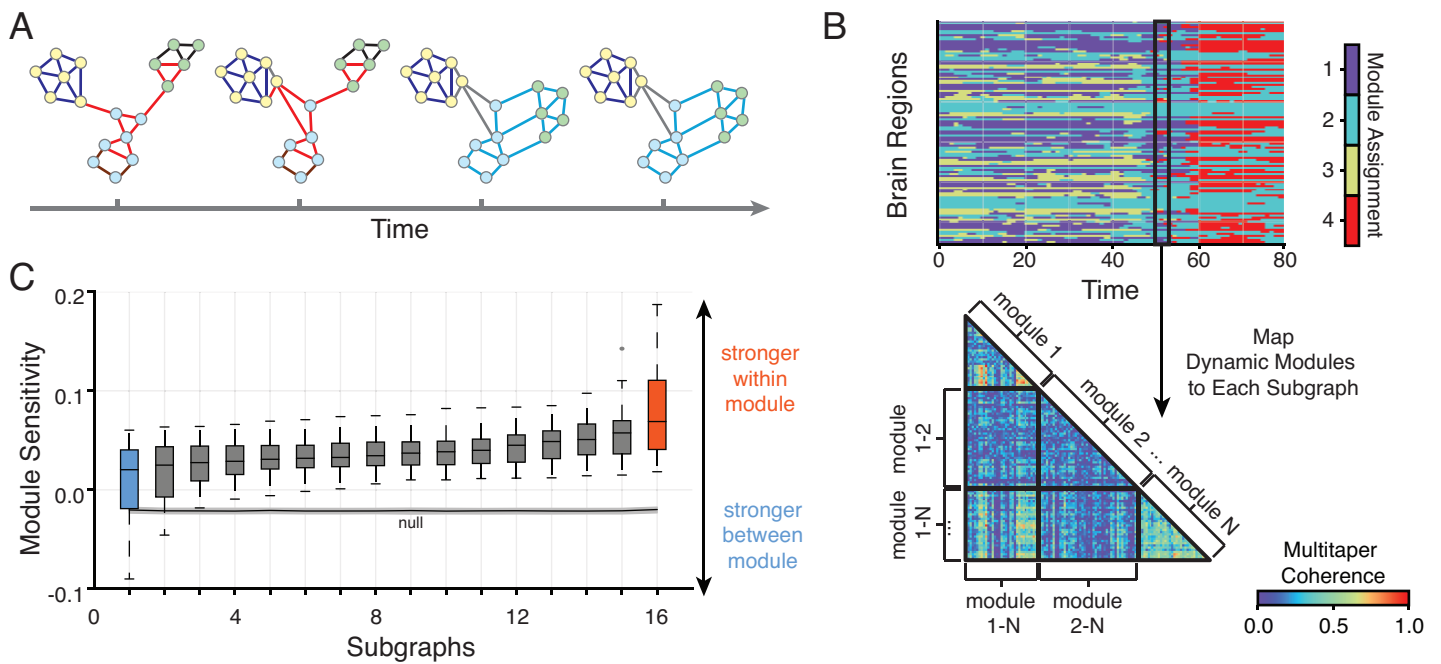 A
Time
B
Brain Regions
0
20
40
60
80
Time
1
2
3
4
Module Assignment
Map
Dynamic Modules
to Each Subgraph
module 1
module 2 ...
module N
module
1-2
module
1-N
...
module
1-N
module
2-N
Multitaper
Coherence
0.0
0.5
1.0
C
Module Sensitivity
0.2
0.1
0.0
-0.1
null
0
4
8
12
16
Subgraphs
stronger
within
module
stronger
between
module